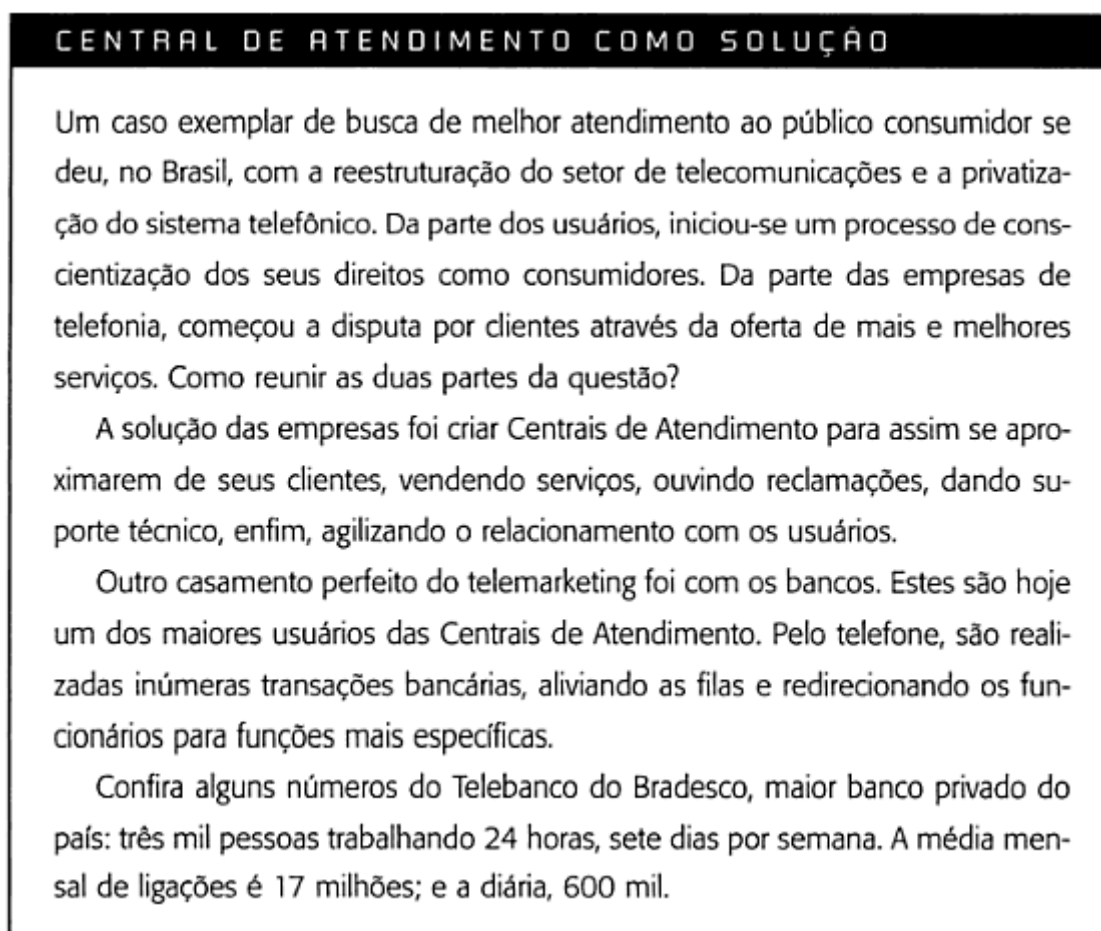 CENTRAL DE ATENDIMENTO COMO SOLUÇÃO
Um caso exemplar de busca de melhor atendimento ao público consumidor se
deu, no Brasil, com a reestruturação do setor de telecomunicações e a privatiza-
ção do sistema telefônico. Da parte dos usuários, iniciou-se um processo de cons-
cientização dos seus direitos como consumidores. Da parte das empresas de
telefonia, começou a disputa por clientes através da oferta de mais e melhores
serviços. Como reunir as duas partes da questão?
A solução das empresas foi criar Centrais de Atendimento para assim se apro-
ximarem de seus clientes, vendendo serviços, ouvindo reclamações, dando su-
porte técnico, enfim, agilizando o relacionamento com os usuários.
Outro casamento perfeito do telemarketing foi com os bancos. Estes são hoje
um dos maiores usuários das Centrais de Atendimento. Pelo telefone, são reali-
zadas inúmeras transações bancárias, aliviando as filas e redirecionando os fun-
cionários para funções mais específicas.
Confira alguns números do Telebanco do Bradesco, maior banco privado do
país: três mil pessoas trabalhando 24 horas, sete dias por semana. A média men-
sal de ligações é 17 milhões; e a diária, 600 mil.